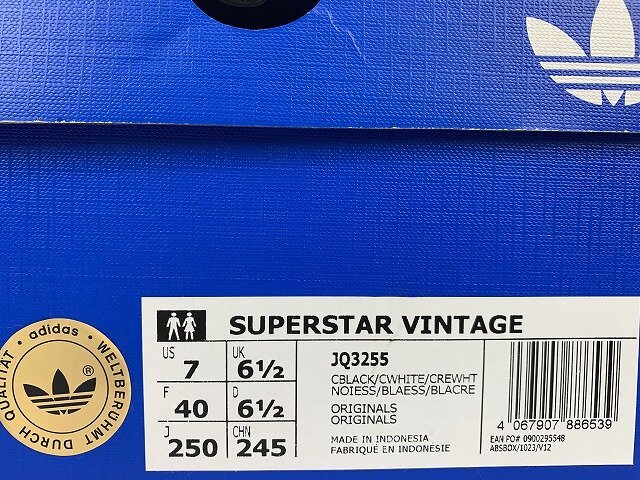 SUPERSTAR VINTAGE
US 7 UK 6½
F 40 D 6½
J 250 CHN 245
JQ3255
CBLACK/CWHITE/CREWHT
NOIESS/BLAESS/BLACRE
ORIGINALS
ORIGINALS
MADE IN INDONESIA
FABRIQUÉ EN INDONÉSIE
4 067907 886539
EAN PO# 0900295548
ABSBOX/1023/V12
adidas
®
WELTBERÜHMT DURCH QUALITÄT